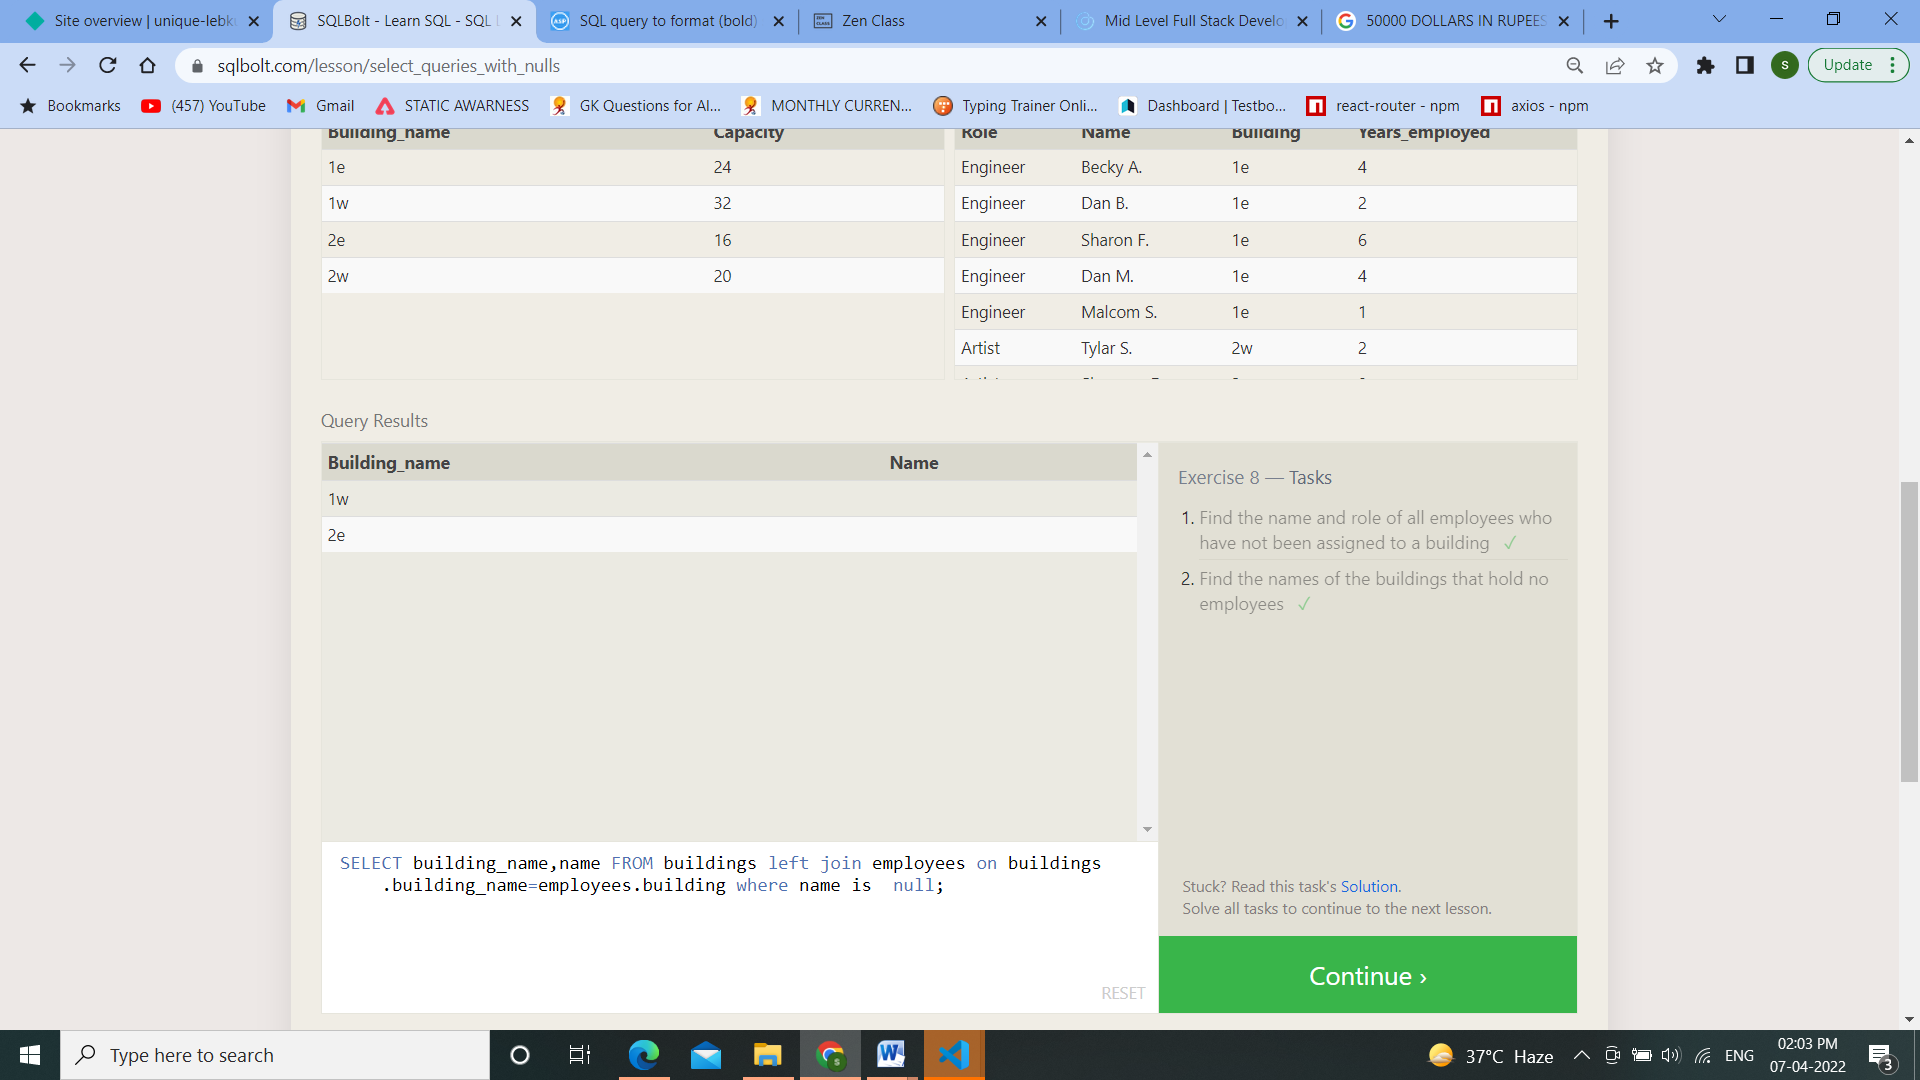 Site overview | unique-lebku
SQLBolt - Learn SQL - SQL L
SQL query to format (bold)
Zen Class
Mid Level Full Stack Develo
50000 DOLLARS IN RUPEES
sqlbolt.com/lesson/select_queries_with_nulls
S
Update
Bookmarks
(457) YouTube
Gmail
STATIC AWARNESS
GK Questions for Al...
MONTHLY CURREN...
Typing Trainer Onli...
Dashboard | Testbo...
react-router - npm
axios - npm
Building_name Capacity
1e 24
1w 32
2e 16
2w 20
Role Name Building Years_employed
Engineer Becky A. 1e 4
Engineer Dan B. 1e 2
Engineer Sharon F. 1e 6
Engineer Dan M. 1e 4
Engineer Malcom S. 1e 1
Artist Tylar S. 2w 2
Query Results
Building_name Name
1w
2e
Exercise 8 — Tasks
1. Find the name and role of all employees who
have not been assigned to a building ✓
2. Find the names of the buildings that hold no
employees ✓
SELECT building_name,name FROM buildings left join employees on buildings
.building_name=employees.building where name is  null;
RESET
Stuck? Read this task's Solution.
Solve all tasks to continue to the next lesson.
Continue ›
Type here to search
37°C Haze
ENG
02:03 PM
07-04-2022
3